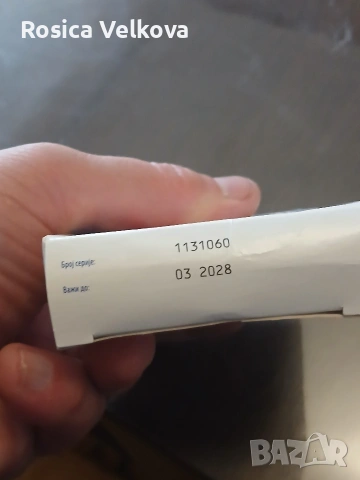 Rosica Velkova
Број серије: 1131060
Важи до: 03 2028
BAZAR